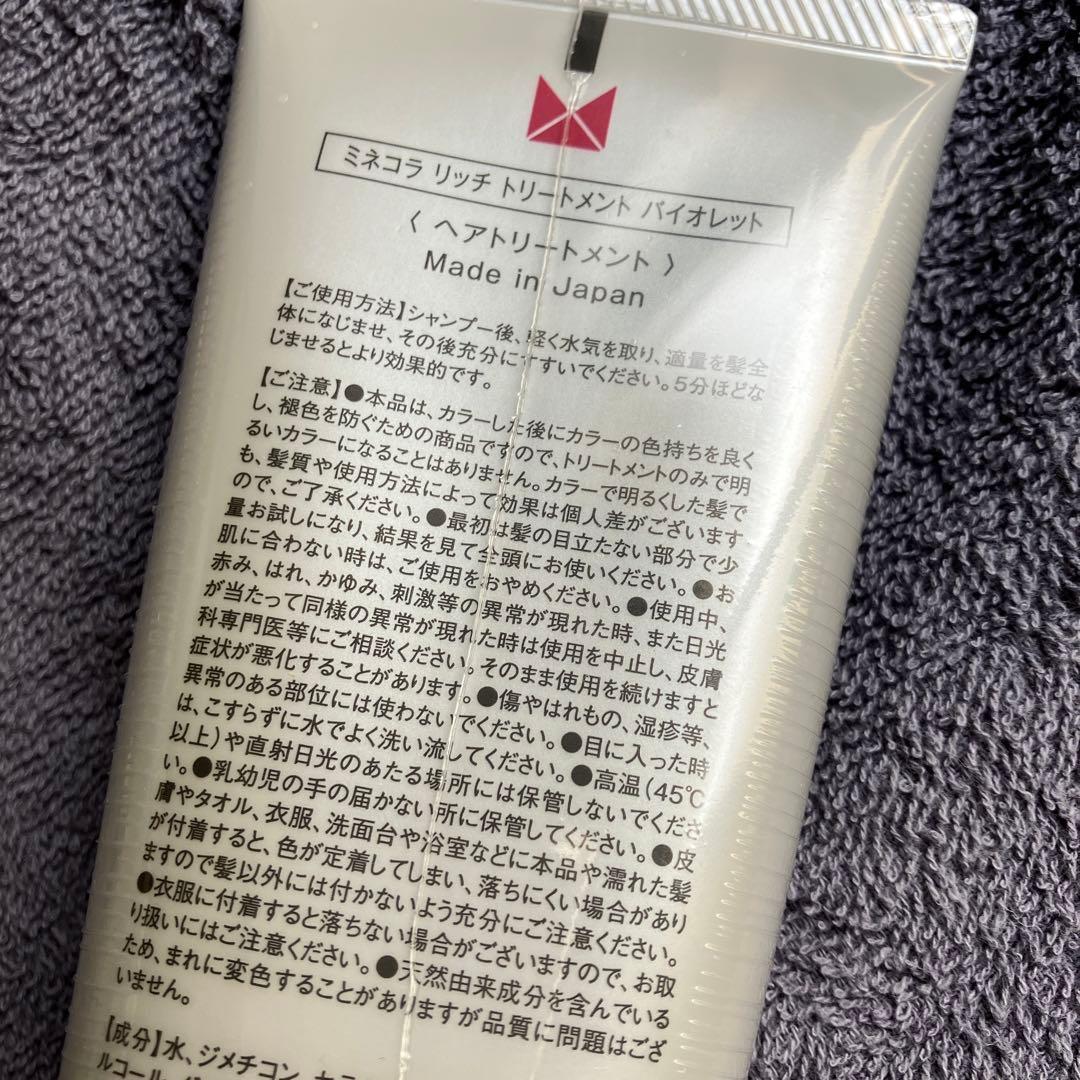 ミネコラ リッチ トリートメント バイオレット
〈 ヘアトリートメント 〉
Made in Japan
【ご使用方法】シャンプー後、軽く水気を取り、適量を髪全
体になじませ、その後充分にすすいでください。5分ほどな
じませるとより効果的です。
【ご注意】●本品は、カラーした後にカラーの色持ちを良く
し、褪色を防ぐための商品ですので、トリートメントのみで明
るいカラーになることはありません。カラーで明るくした髪で
も、髪質や使用方法によって効果は個人差がございます
ので、ご了承ください。●最初は髪の目立たない部分で少
量お試しになり、結果を見て全頭にお使いください。●お
肌に合わない時は、ご使用をおやめください。●使用中、
赤み、はれ、かゆみ、刺激等の異常が現れた時、また日光
が当たって同様の異常が現れた時は使用を中止し、皮膚
科専門医等にご相談ください。そのまま使用を続けますと
症状が悪化することがあります。●傷やはれもの、湿疹等、
異常のある部位には使わないでください。●目に入った時
は、こすらずに水でよく洗い流してください。●高温(45℃
以上)や直射日光のあたる場所には保管しないでくださ
い。●乳幼児の手の届かない所に保管してください。●皮
膚やタオル、衣服、洗面台や浴室などに本品や濡れた髪
が付着すると、色が定着してしまい、落ちにくい場合があり
ますので髪以外には付かないよう充分にご注意ください。
●衣服に付着すると落ちない場合がございますので、お取
り扱いにはご注意ください。●天然由来成分を含んでいる
ため、まれに変色することがありますが品質に問題はござ
いません。
【成分】水、ジメチコン、
ルコール、